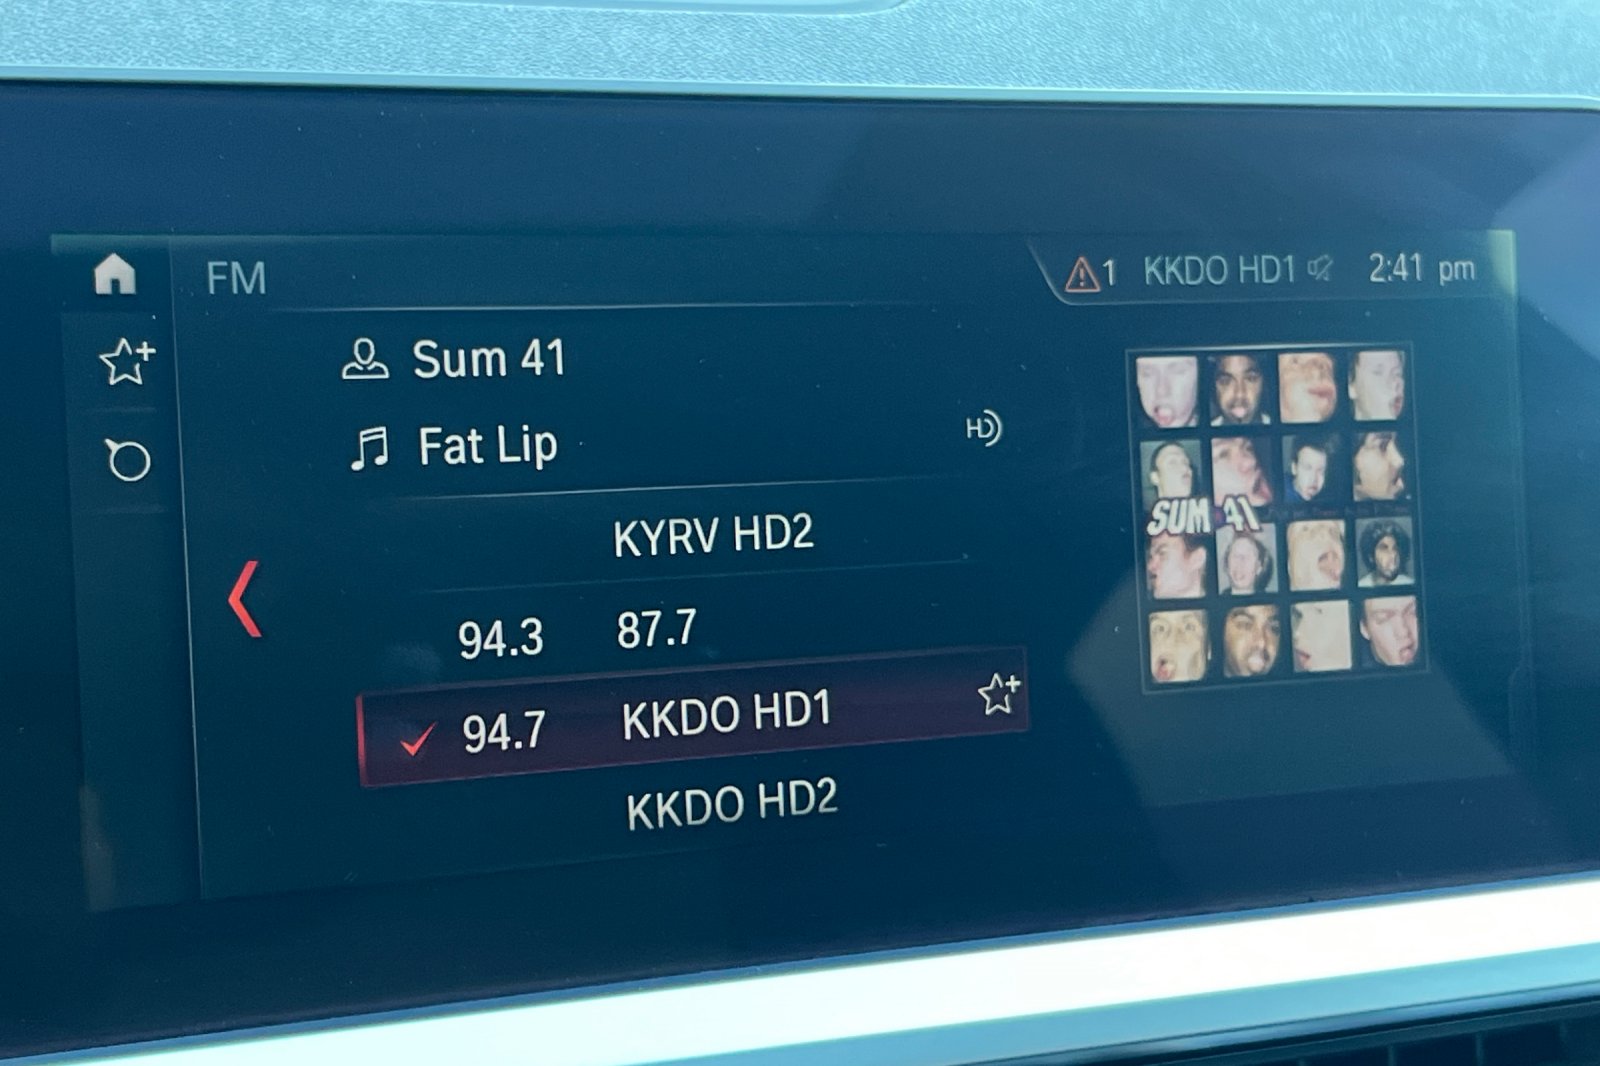 FM
1 KKDO HD1 2:41 pm
Sum 41
Fat Lip
HD
KYRV HD2
94.3 87.7
94.7 KKDO HD1
KKDO HD2
SUM 41